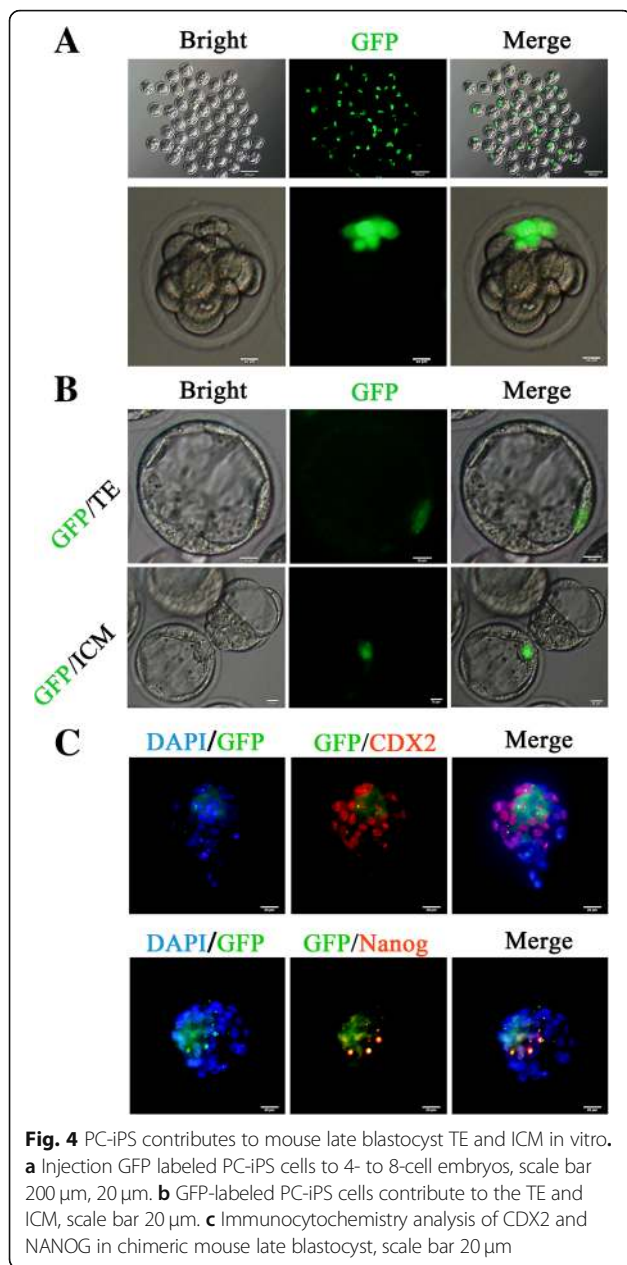 A
Bright GFP Merge
B
Bright GFP Merge
GFP/TE
GFP/ICM
C
DAPI/GFP GFP/CDX2 Merge
DAPI/GFP GFP/Nanog Merge
Fig. 4 PC-iPS contributes to mouse late blastocyst TE and ICM in vitro.
a Injection GFP labeled PC-iPS cells to 4- to 8-cell embryos, scale bar
200 μm, 20 μm. b GFP-labeled PC-iPS cells contribute to the TE and
ICM, scale bar 20 μm. c Immunocytochemistry analysis of CDX2 and
NANOG in chimeric mouse late blastocyst, scale bar 20 μm